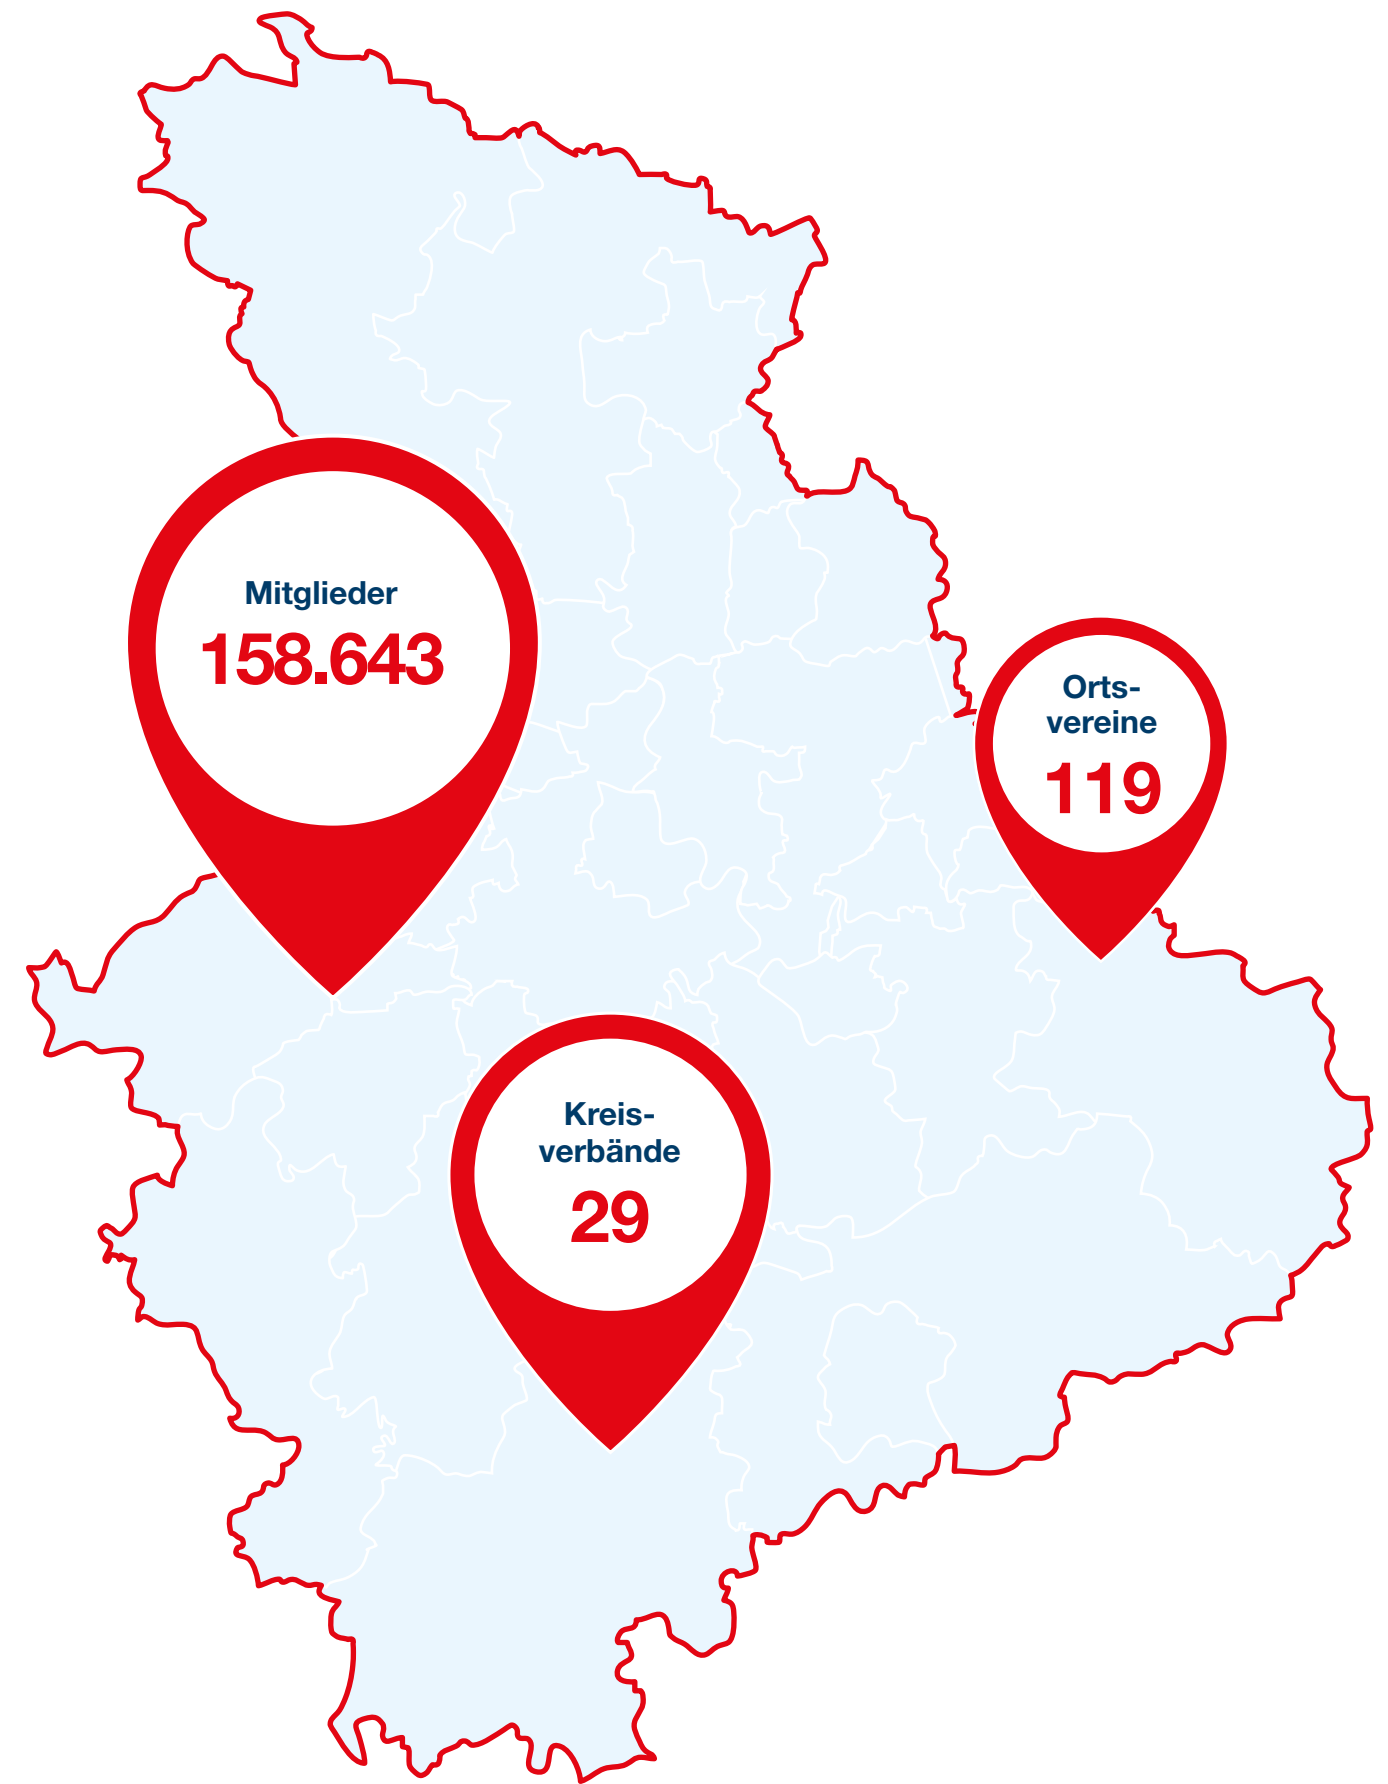 Mitglieder
158.643
Orts-
vereine
119
Kreis-
verbände
29